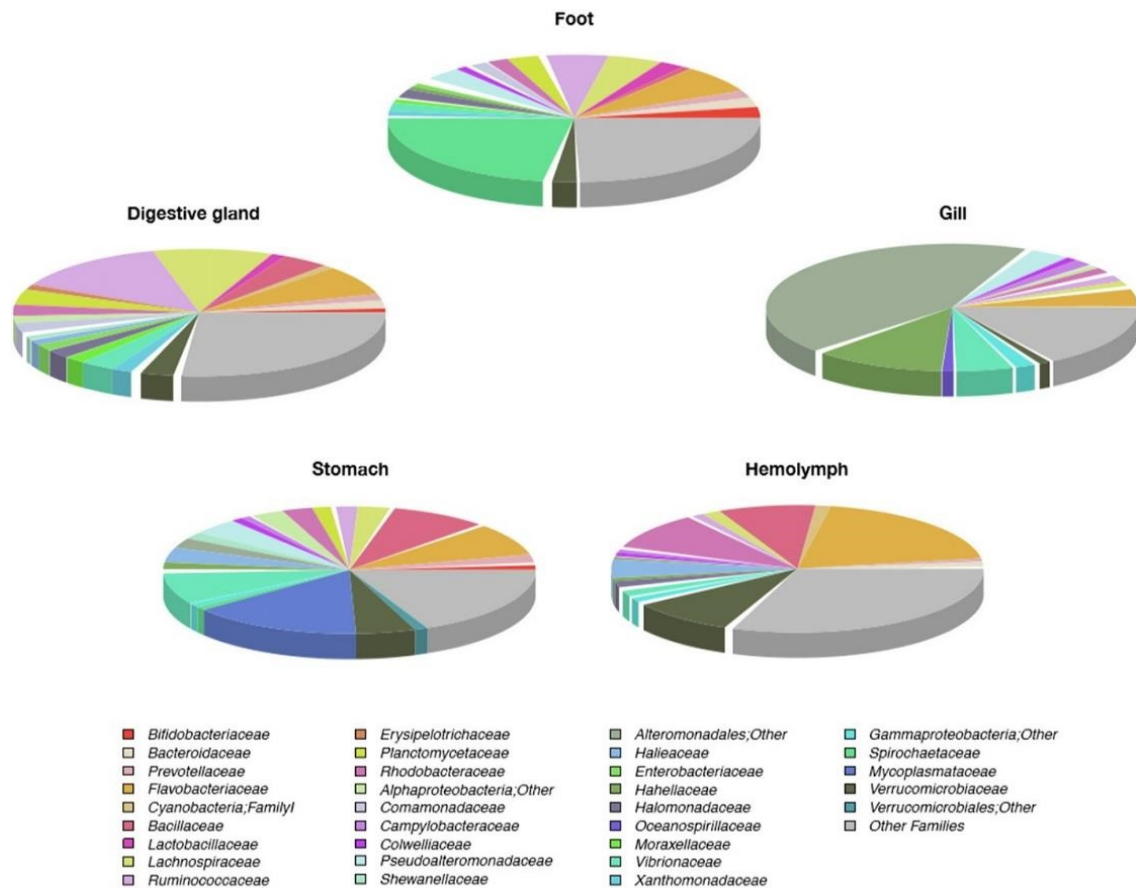 Foot
Digestive gland
Gill
Stomach
Hemolymph
Bifidobacteriaceae
Bacteroidaceae
Prevotellaceae
Flavobacteriaceae
Cyanobacteria;FamilyI
Bacillaceae
Lactobacillaceae
Lachnospiraceae
Ruminococcaceae
Erysipelotrichaceae
Planctomycetaceae
Rhodobacteraceae
Alphaproteobacteria;Other
Comamonadaceae
Campylobacteraceae
Colwelliaceae
Pseudoalteromonadaceae
Shewanellaceae
Alteromonadales;Other
Halieaceae
Enterobacteriaceae
Hahellaceae
Halomonadaceae
Oceanospirillaceae
Moraxellaceae
Vibrionaceae
Xanthomonadaceae
Gammaproteobacteria;Other
Spirochaetaceae
Mycoplasmataceae
Verrucomicrobiaceae
Verrucomicrobiales;Other
Other Families